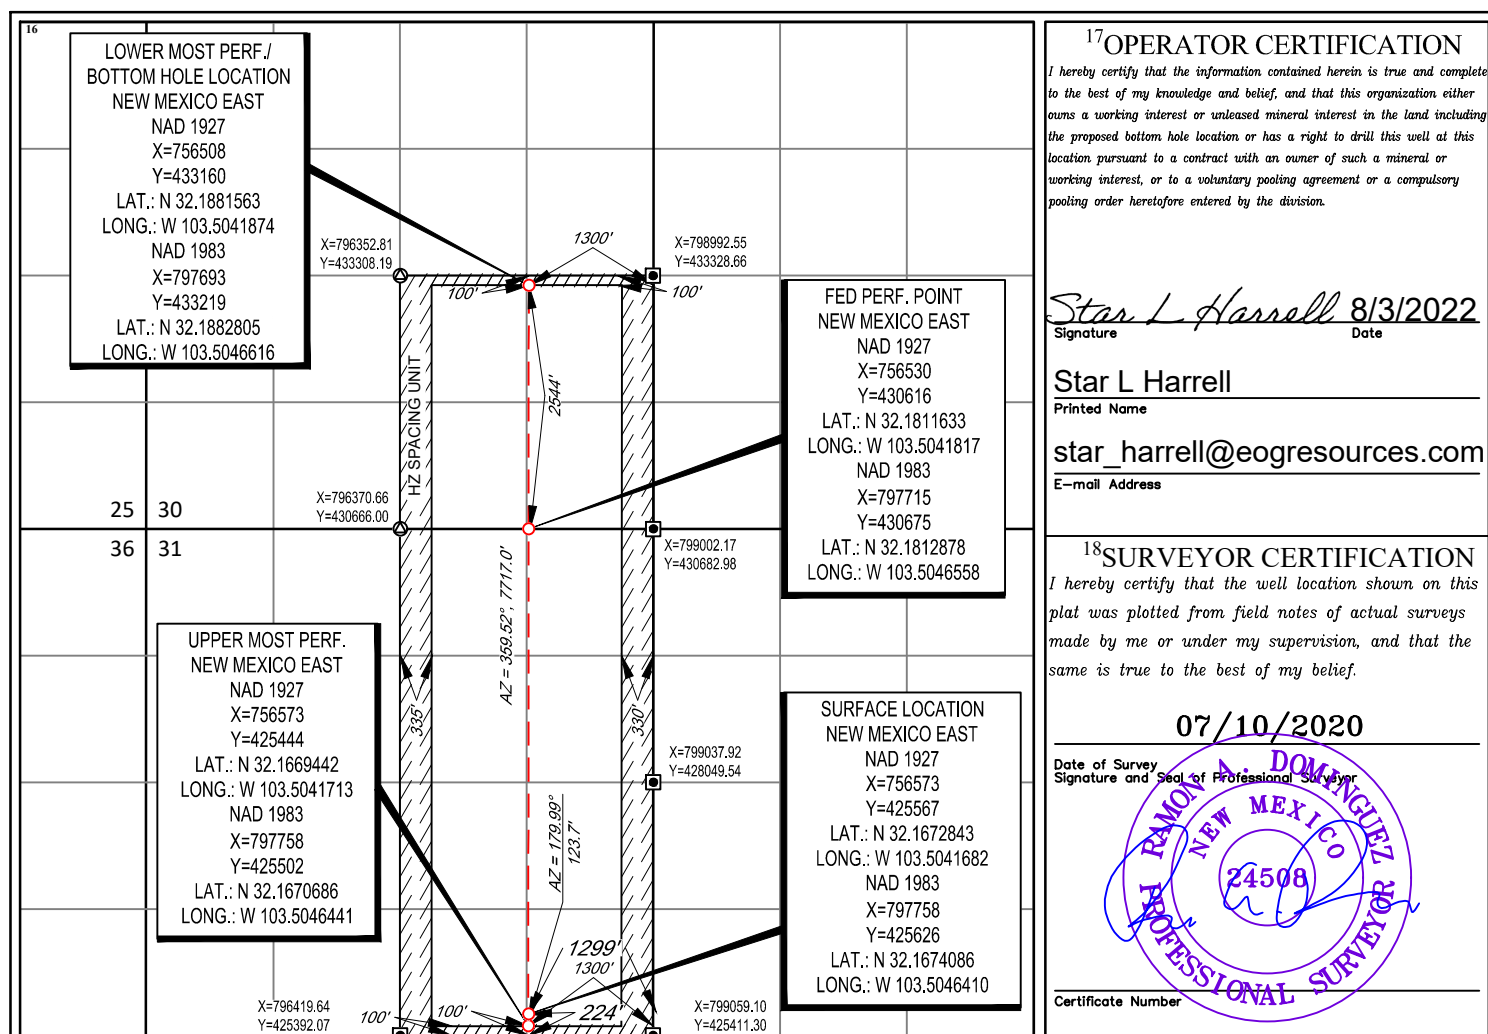 16
LOWER MOST PERF./
BOTTOM HOLE LOCATION
NEW MEXICO EAST
NAD 1927
X=756508
Y=433160
LAT.: N 32.1881563
LONG.: W 103.5041874
NAD 1983
X=797693
Y=433219
LAT.: N 32.1882805
LONG.: W 103.5046616
X=796352.81
Y=433308.19
1300'
X=798992.55
Y=433328.66
100'
100'
HZ SPACING UNIT
2544'
FED PERF. POINT
NEW MEXICO EAST
NAD 1927
X=756530
Y=430616
LAT.: N 32.1811633
LONG.: W 103.5041817
NAD 1983
X=797715
Y=430675
LAT.: N 32.1812878
LONG.: W 103.5046558
25 30
36 31
X=796370.66
Y=430666.00
X=799002.17
Y=430682.98
AZ = 359.52°, 7717.0'
335'
330'
UPPER MOST PERF.
NEW MEXICO EAST
NAD 1927
X=756573
Y=425444
LAT.: N 32.1669442
LONG.: W 103.5041713
NAD 1983
X=797758
Y=425502
LAT.: N 32.1670686
LONG.: W 103.5046441
X=799037.92
Y=428049.54
SURFACE LOCATION
NEW MEXICO EAST
NAD 1927
X=756573
Y=425567
LAT.: N 32.1672843
LONG.: W 103.5041682
NAD 1983
X=797758
Y=425626
LAT.: N 32.1674086
LONG.: W 103.5046410
AZ = 179.99°
123.7'
1299'
1300'
224'
X=796419.64
Y=425392.07
100'
100'
X=799059.10
Y=425411.30
17OPERATOR CERTIFICATION
I hereby certify that the information contained herein is true and complete
to the best of my knowledge and belief, and that this organization either
owns a working interest or unleased mineral interest in the land including
the proposed bottom hole location or has a right to drill this well at this
location pursuant to a contract with an owner of such a mineral or
working interest, or to a voluntary pooling agreement or a compulsory
pooling order heretofore entered by the division.
Star L Harrell 8/3/2022
Signature Date
Star L Harrell
Printed Name
star_harrell@eogresources.com
E-mail Address
18SURVEYOR CERTIFICATION
I hereby certify that the well location shown on this
plat was plotted from field notes of actual surveys
made by me or under my supervision, and that the
same is true to the best of my belief.
07/10/2020
Date of Survey
Signature and Seal of Professional Surveyor
RAMON A. DOMINGUEZ
NEW MEXICO
24508
PROFESSIONAL SURVEYOR
Certificate Number